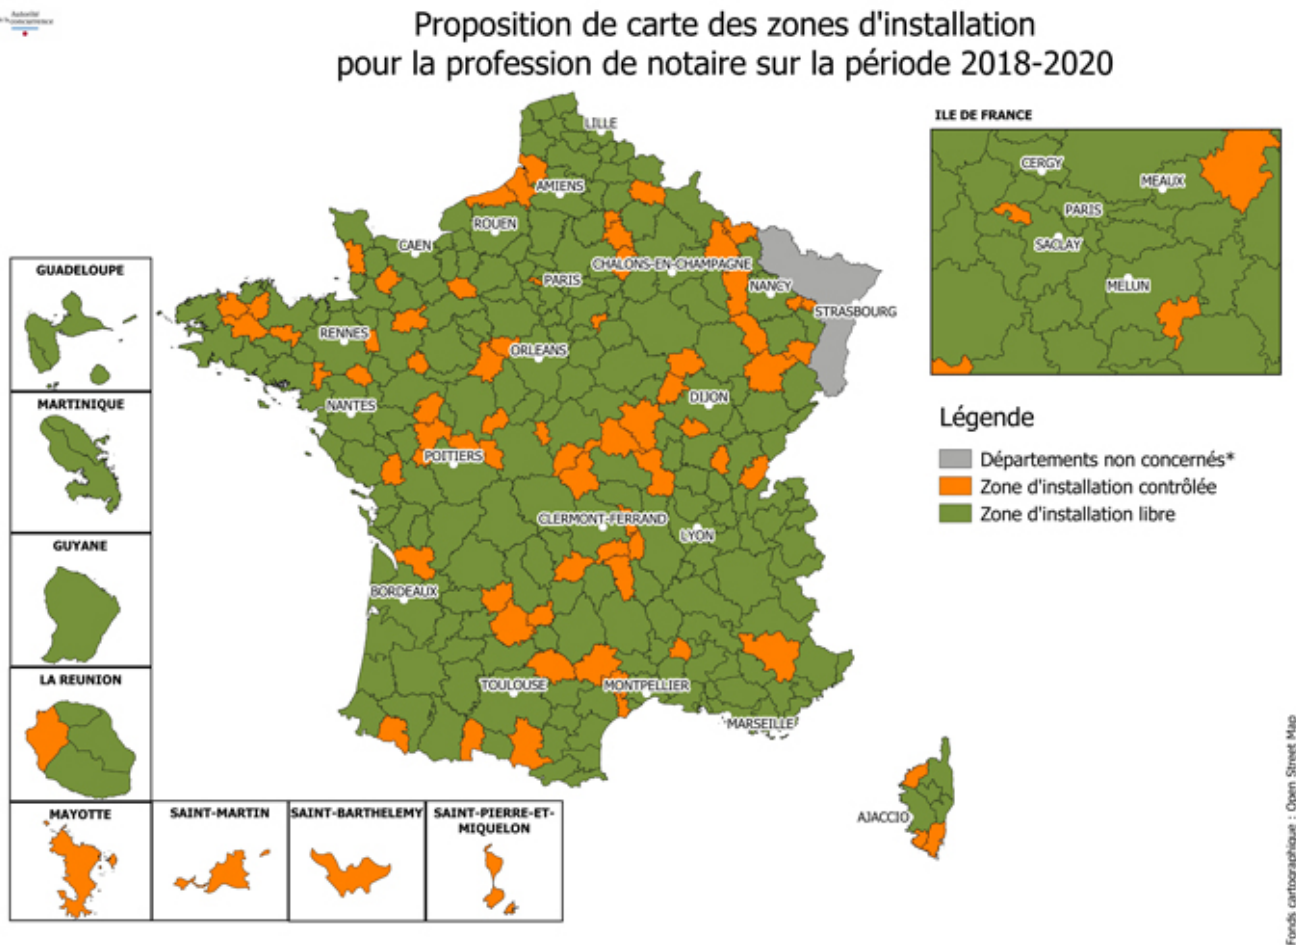 Autorité
de la concurrence
Proposition de carte des zones d'installation
pour la profession de notaire sur la période 2018-2020
LILLE
AMIENS
ROUEN
CAEN
CHALONS-EN-CHAMPAGNE
PARIS
NANCY
STRASBOURG
RENNES
ORLEANS
DIJON
NANTES
POITIERS
CLERMONT-FERRAND
LYON
BORDEAUX
TOULOUSE
MONTPELLIER
MARSEILLE
AJACCIO
ILE DE FRANCE
CERGY
MEAUX
PARIS
SACLAY
MELUN
Légende
Départements non concernés*
Zone d'installation contrôlée
Zone d'installation libre
GUADELOUPE
MARTINIQUE
GUYANE
LA REUNION
MAYOTTE
SAINT-MARTIN
SAINT-BARTHELEMY
SAINT-PIERRE-ET-
MIQUELON
Fonds cartographique : Open Street Map